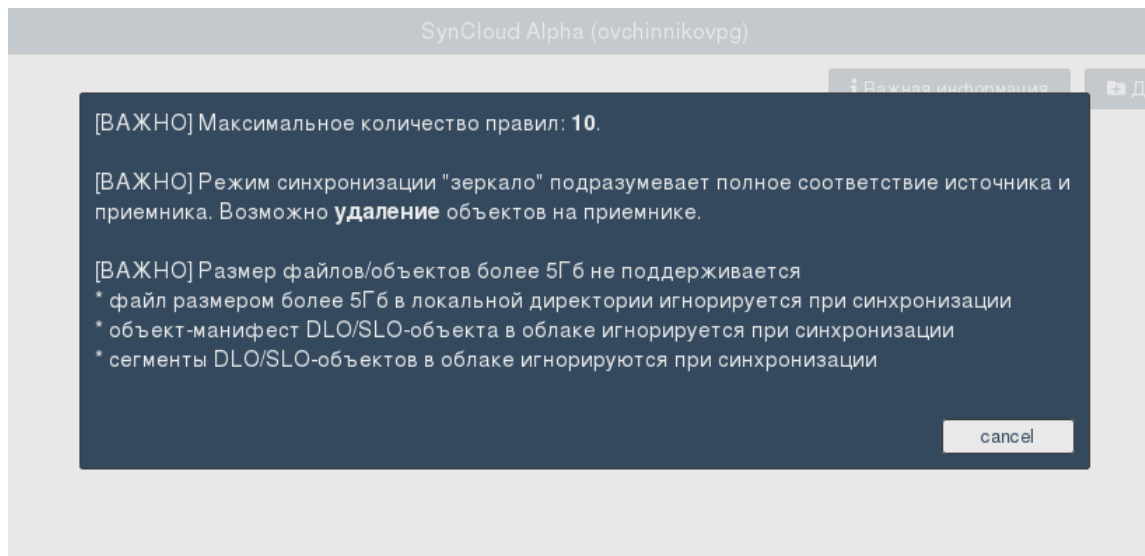 SynCloud Alpha (ovchinnikovpg)
Важная информация
Д
[ВАЖНО] Максимальное количество правил: 10.
[ВАЖНО] Режим синхронизации "зеркало" подразумевает полное соответствие источника и
приемника. Возможно удаление объектов на приемнике.
[ВАЖНО] Размер файлов/объектов более 5Гб не поддерживается
* файл размером более 5Гб в локальной директории игнорируется при синхронизации
* объект-манифест DLO/SLO-объекта в облаке игнорируется при синхронизации
* сегменты DLO/SLO-объектов в облаке игнорируются при синхронизации
cancel